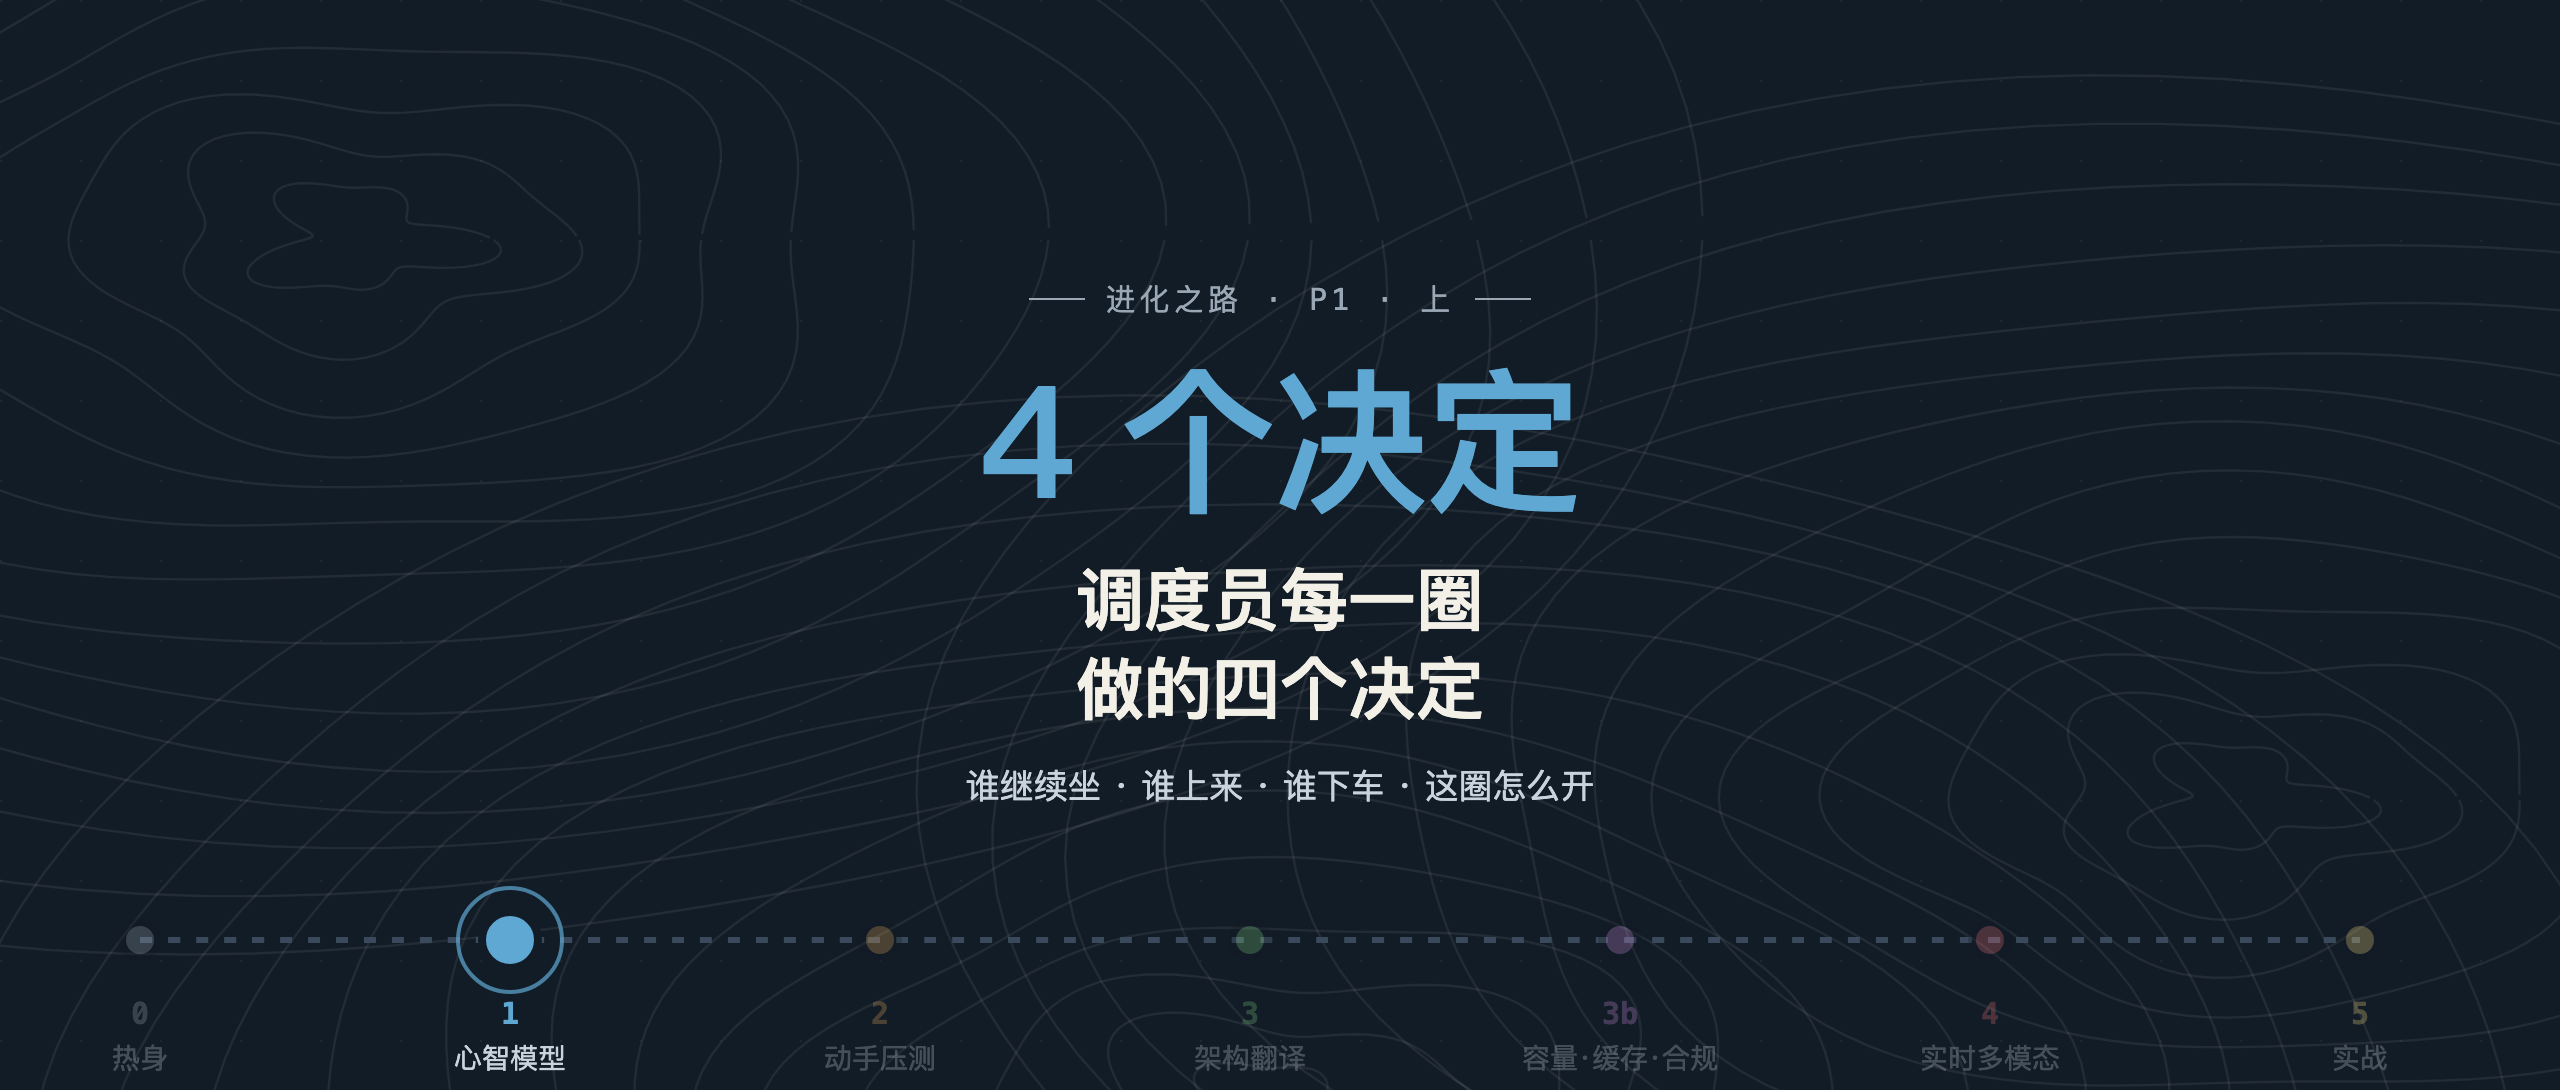 进化之路 · P1 · 上
4 个决定
调度员每一圈
做的四个决定
谁继续坐 · 谁上来 · 谁下车 · 这圈怎么开
0 1 2 3 3b 4 5
热身 心智模型 动手压测 架构翻译 容量·缓存·合规 实时多模态 实战